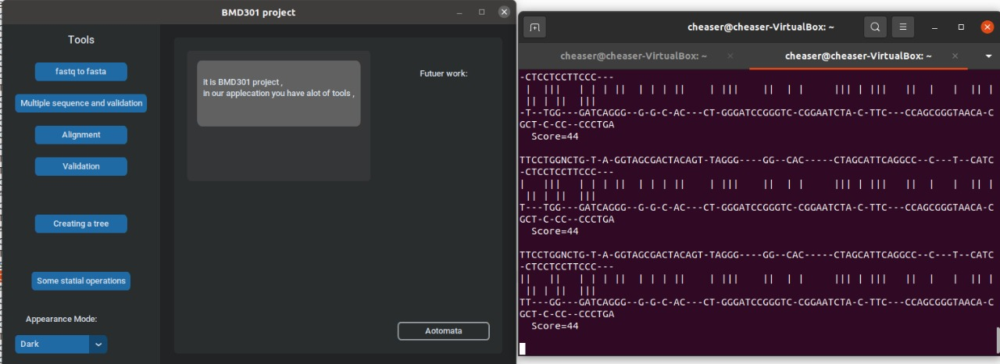 BMD301 project
Tools
fastq to fasta
Multiple sequence and validation
Alignment
Validation
Creating a tree
Some statial operations
Appearance Mode:
Dark
it is BMD301 project ,
in our applecation you have alot of tools ,
Futuer work:
Aotomata
cheaser@cheaser-VirtualBox: ~
cheaser@cheaser-VirtualBox: ~
cheaser@cheaser-VirtualBox: ~
-CTCCTCCTTCCC---
 |  |||   | | | ||  | | | ||    | |||    ||  | |     ||| | |||   ||  |   |  || |
 || | ||  |||
-T--TGG---GATCAGGG--G-G-C-AC---CT-GGGATCCGGGTC-CGGAATCTA-C-TTC---CCAGCGGGTAACA-C
GCT-C-CC--CCCTGA
  Score=44
TTCCTGGNCTG-T-A-GGTAGCGACTACAGT-TAGGG----GG--CAC-----CTAGCATTCAGGCC--C---T--CATC
-CTCCTCCTTCCC---
|   |||   | | | ||  | | | ||    | |||    ||  | |     ||| | |||   ||  |   |  || |
 || | ||  |||
T---TGG---GATCAGGG--G-G-C-AC---CT-GGGATCCGGGTC-CGGAATCTA-C-TTC---CCAGCGGGTAACA-C
GCT-C-CC--CCCTGA
  Score=44
TTCCTGGNCTG-T-A-GGTAGCGACTACAGT-TAGGG----GG--CAC-----CTAGCATTCAGGCC--C---T--CATC
-CTCCTCCTTCCC---
||   ||   | | | ||  | | | ||    | |||    ||  | |     ||| | |||   ||  |   |  || |
 || | ||  |||
TT---GG---GATCAGGG--G-G-C-AC---CT-GGGATCCGGGTC-CGGAATCTA-C-TTC---CCAGCGGGTAACA-C
GCT-C-CC--CCCTGA
  Score=44